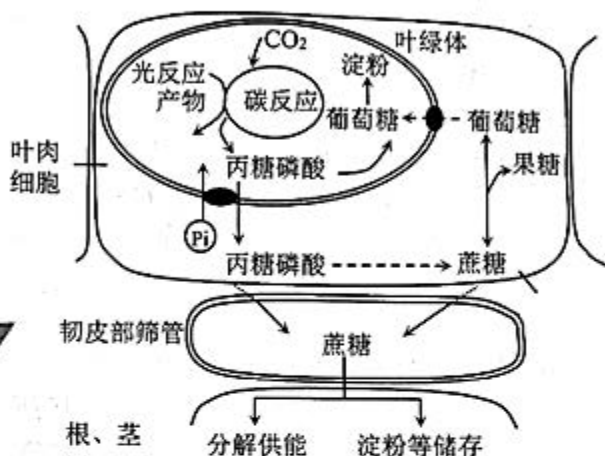 CO₂
叶绿体
光反应
产物
碳反应
淀粉
葡萄糖
葡萄糖
叶肉
细胞
丙糖磷酸
果糖
Pi
丙糖磷酸
蔗糖
韧皮部筛管
蔗糖
根、茎
分解供能
淀粉等储存